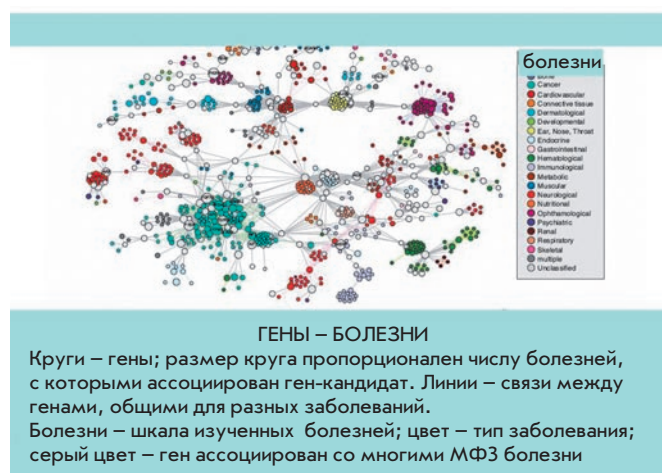 болезни
Bone
Cancer
Cardiovascular
Connective tissue
Dermatological
Developmental
Ear, Nose, Throat
Endocrine
Gastrointestinal
Hematological
Immunological
Metabolic
Muscular
Neurological
Nutritional
Ophthamological
Psychiatric
Renal
Respiratory
Skeletal
multiple
Unclassified
ГЕНЫ – БОЛЕЗНИ
Круги – гены; размер круга пропорционален числу болезней,
с которыми ассоциирован ген-кандидат. Линии – связи между
генами, общими для разных заболеваний.
Болезни – шкала изученных болезней; цвет – тип заболевания;
серый цвет – ген ассоциирован со многими МФЗ болезни